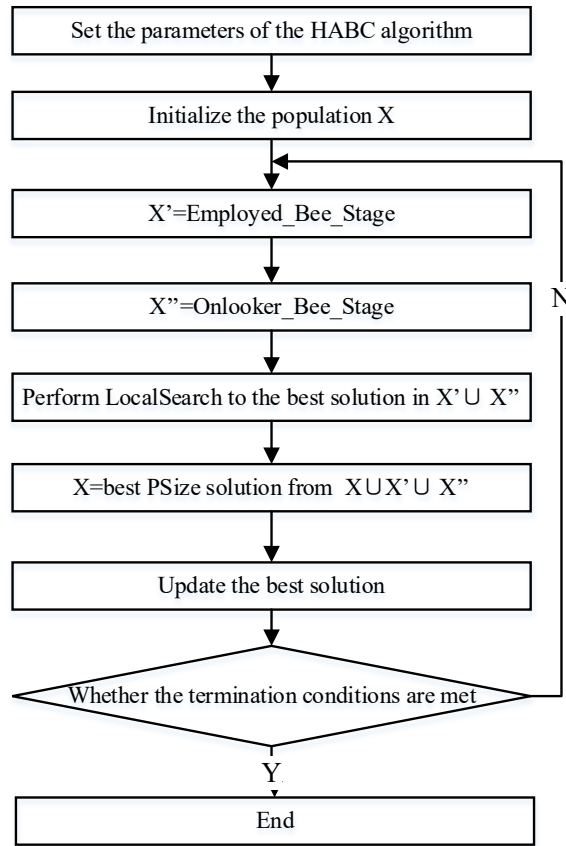 Set the parameters of the HABC algorithm
Initialize the population X
X’=Employed_Bee_Stage
X’’=Onlooker_Bee_Stage
N
Perform LocalSearch to the best solution in X’∪ X’’
X=best PSize solution from X∪X’∪ X’’
Update the best solution
Whether the termination conditions are met
Y
End